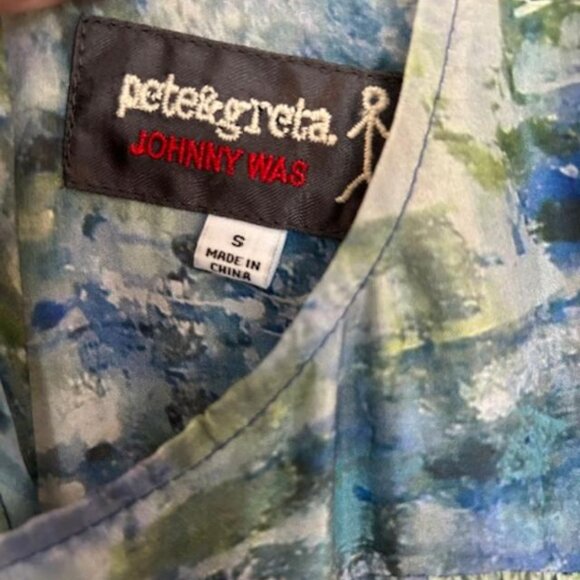 pete&greta.
JOHNNY WAS
S
MADE IN
CHINA